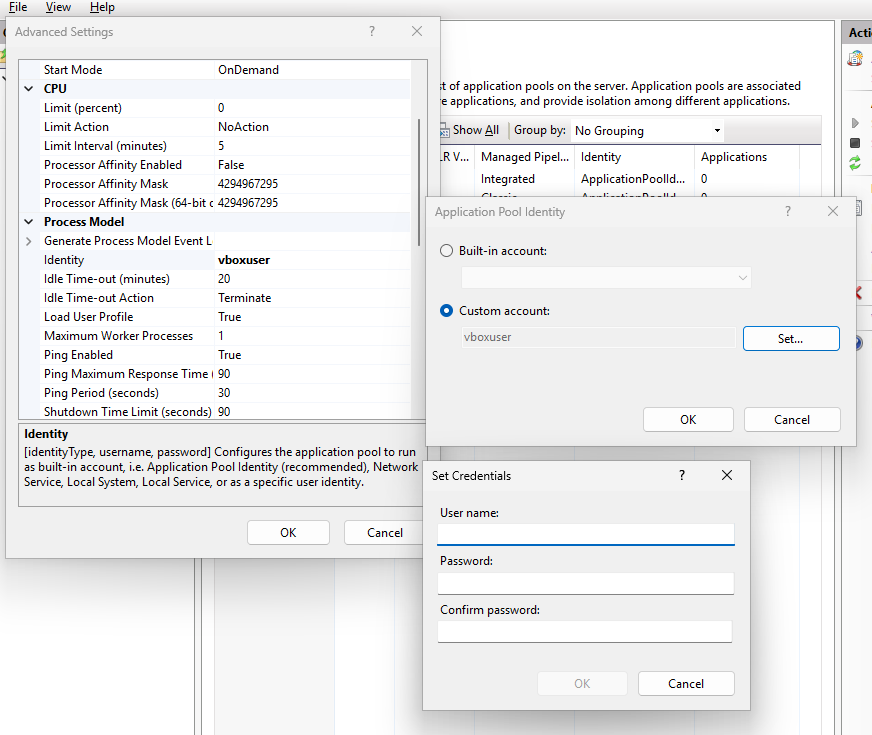 File View Help
Advanced Settings ?
Start Mode OnDemand
CPU
Limit (percent) 0
Limit Action NoAction
Limit Interval (minutes) 5
Processor Affinity Enabled False
Processor Affinity Mask 4294967295
Processor Affinity Mask (64-bit c 4294967295
Process Model
Generate Process Model Event L
Identity vboxuser
Idle Time-out (minutes) 20
Idle Time-out Action Terminate
Load User Profile True
Maximum Worker Processes 1
Ping Enabled True
Ping Maximum Response Time ( 90
Ping Period (seconds) 30
Shutdown Time Limit (seconds) 90
Identity
[identityType, username, password] Configures the application pool to run
as built-in account, i.e. Application Pool Identity (recommended), Network
Service, Local System, Local Service, or as a specific user identity.
OK Cancel
Acti
st of application pools on the server. Application pools are associated
e applications, and provide isolation among different applications.
Show All Group by: No Grouping
LR V... Managed Pipel... Identity Applications
Integrated ApplicationPoolId... 0
Application Pool Identity ?
Built-in account:
Custom account:
vboxuser Set...
OK Cancel
Set Credentials ?
User name:
Password:
Confirm password:
OK Cancel